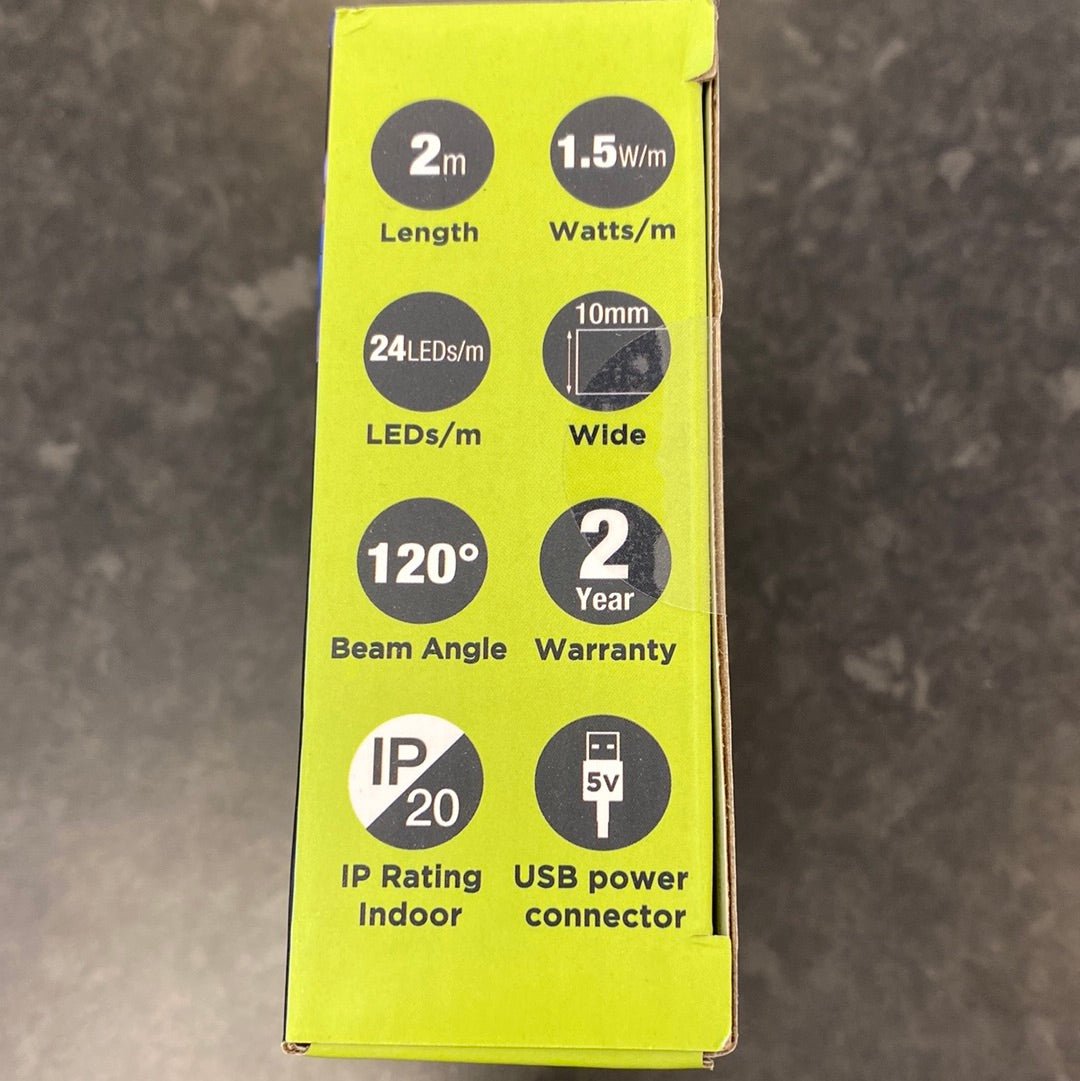 2m
Length
1.5W/m
Watts/m
24LEDs/m
LEDs/m
10mm
Wide
120°
Beam Angle
2
Year
Warranty
IP
20
IP Rating
Indoor
5v
USB power
connector